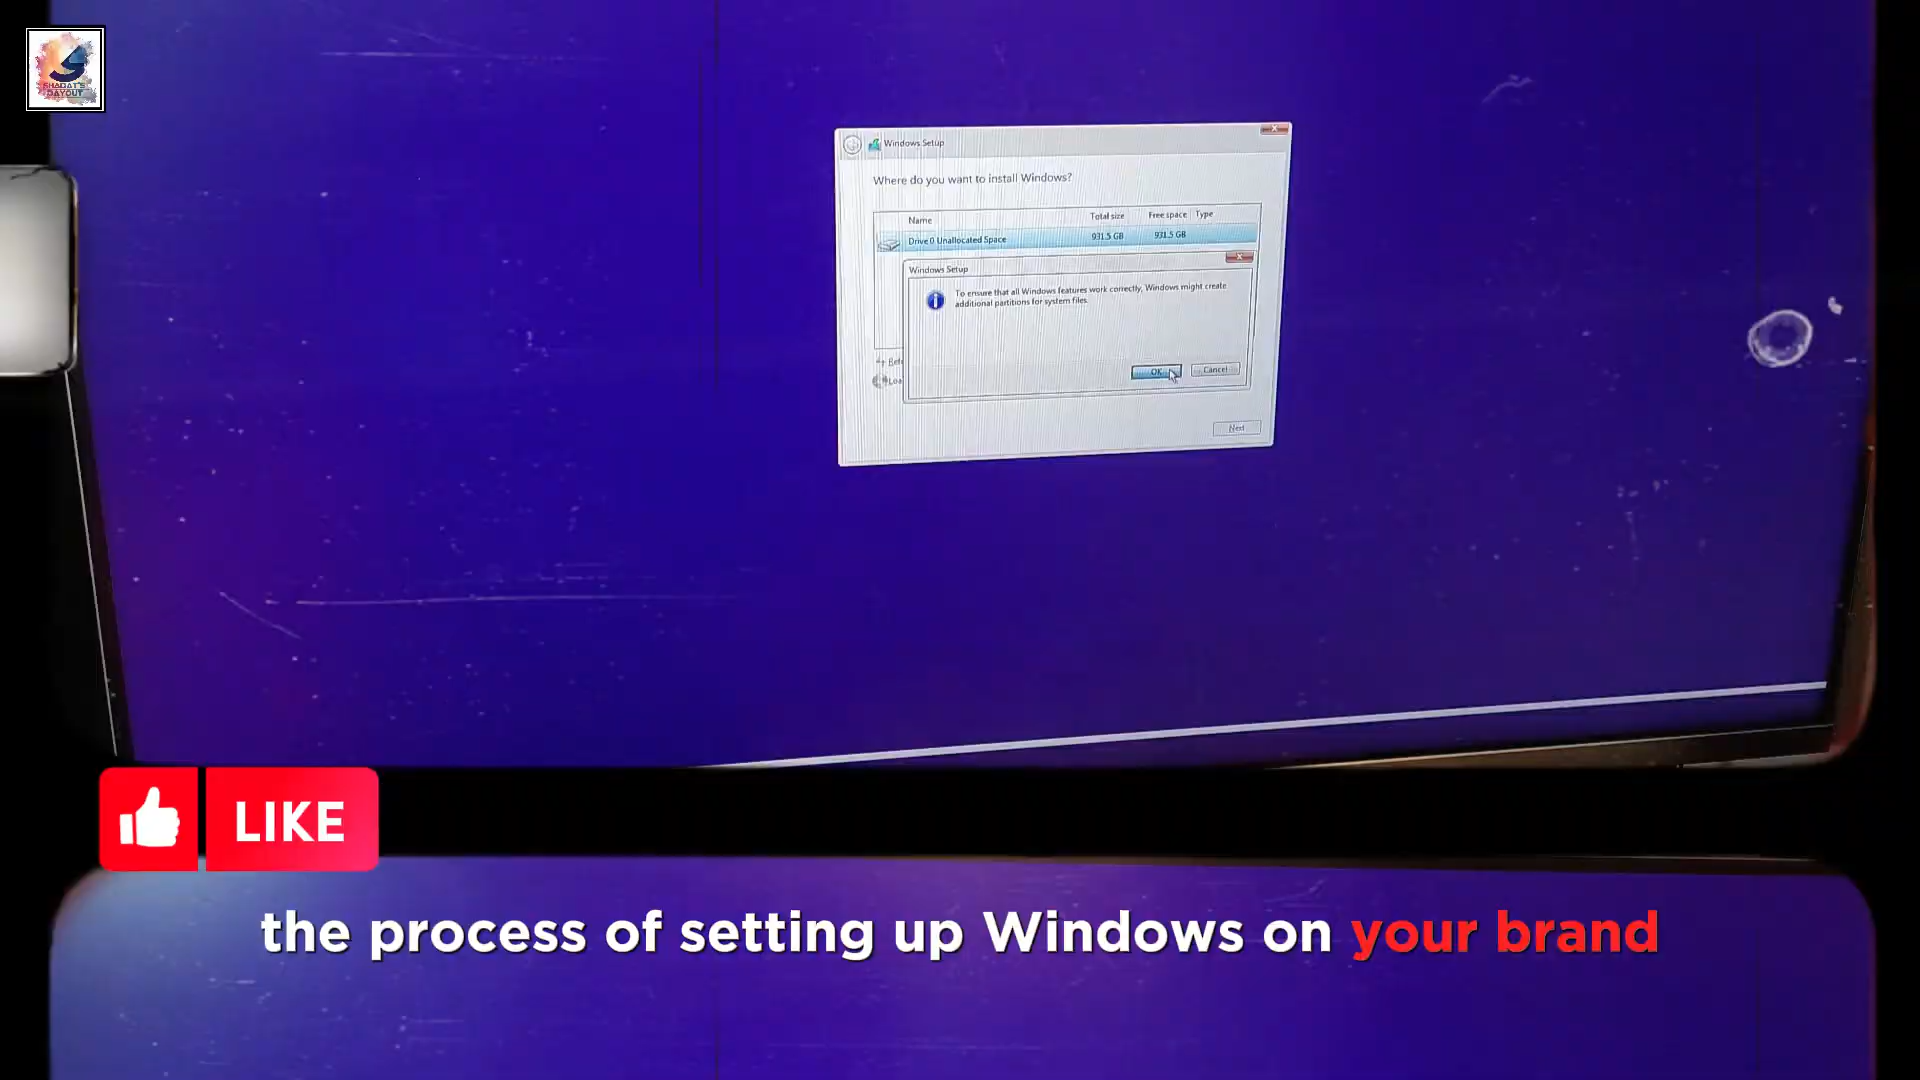 SHADAT'S
DAYOUT
Windows Setup
Where do you want to install Windows?
Name Total size Free space Type
Drive 0 Unallocated Space 931.5 GB 931.5 GB
Windows Setup
To ensure that all Windows features work correctly, Windows might create
additional partitions for system files.
OK Cancel
Next
LIKE
the process of setting up Windows on your brand